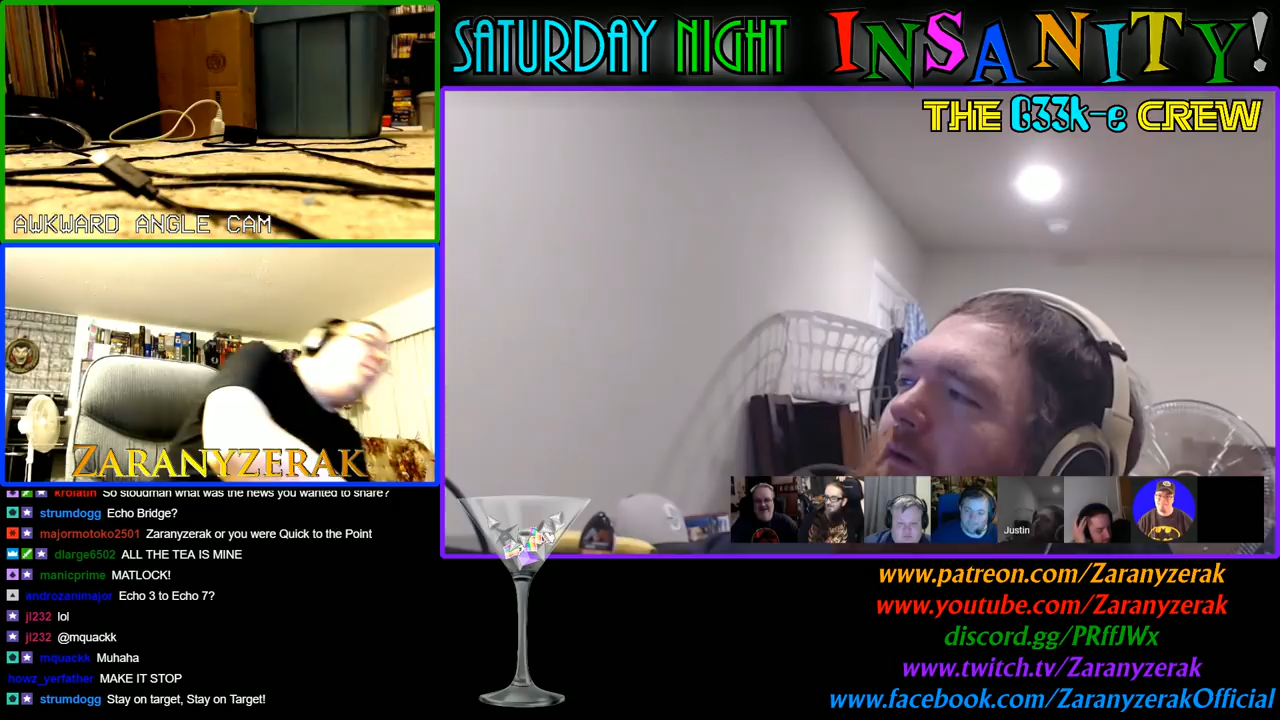 SATURDAY NIGHT INSANITY!
THE G33k-e CREW
AWKWARD ANGLE CAM
ZARANYZERAK
krolatin So stoudman what was the news you wanted to share?
strumdogg Echo Bridge?
majormotoko2501 Zaranyzerak or you were Quick to the Point
dlarge6502 ALL THE TEA IS MINE
manicprime MATLOCK!
androzanimajor Echo 3 to Echo 7?
jl232 lol
jl232 @mquackk
mquackk Muhaha
howz_yerfather MAKE IT STOP
strumdogg Stay on target, Stay on Target!
Justin
www.patreon.com/Zaranyzerak
www.youtube.com/Zaranyzerak
discord.gg/PRffJWx
www.twitch.tv/Zaranyzerak
www.facebook.com/ZaranyzerakOfficial